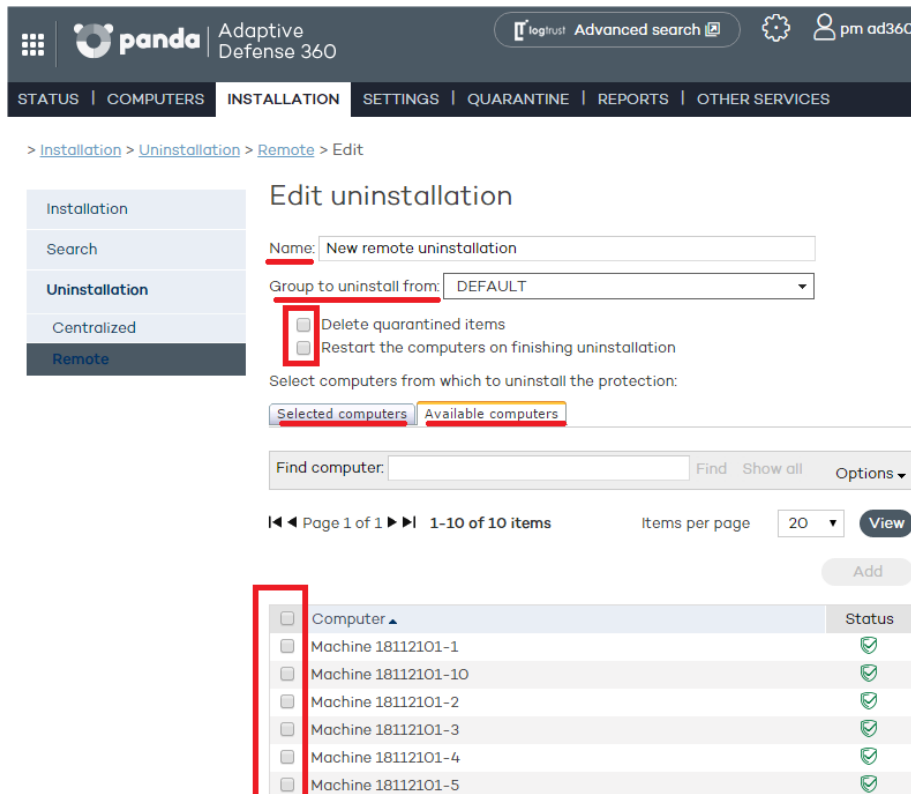 panda Adaptive
Defense 360
logtrust Advanced search
pm ad360
STATUS | COMPUTERS INSTALLATION SETTINGS | QUARANTINE | REPORTS | OTHER SERVICES
> Installation > Uninstallation > Remote > Edit
Installation
Search
Uninstallation
Centralized
Remote
Edit uninstallation
Name: New remote uninstallation
Group to uninstall from: DEFAULT
Delete quarantined items
Restart the computers on finishing uninstallation
Select computers from which to uninstall the protection:
Selected computers Available computers
Find computer: Find Show all Options
Page 1 of 1 1-10 of 10 items Items per page 20 View
Add
Computer Status
Machine 18112101-1
Machine 18112101-10
Machine 18112101-2
Machine 18112101-3
Machine 18112101-4
Machine 18112101-5